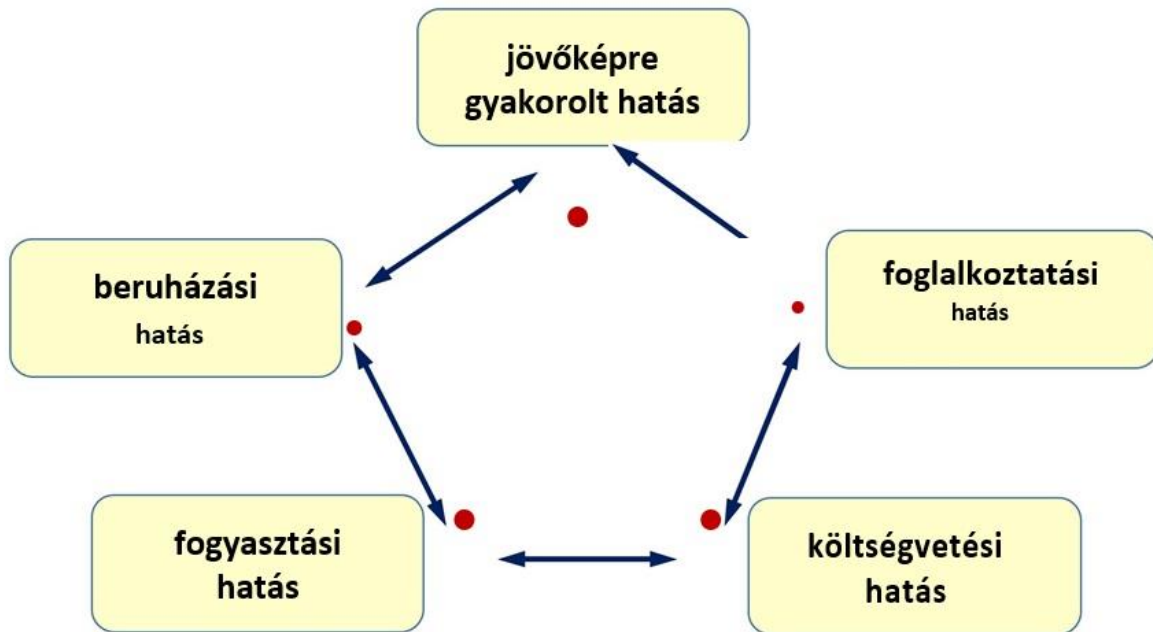 jövőképre
gyakorolt hatás
beruházási
hatás
foglalkoztatási
hatás
fogyasztási
hatás
költségvetési
hatás